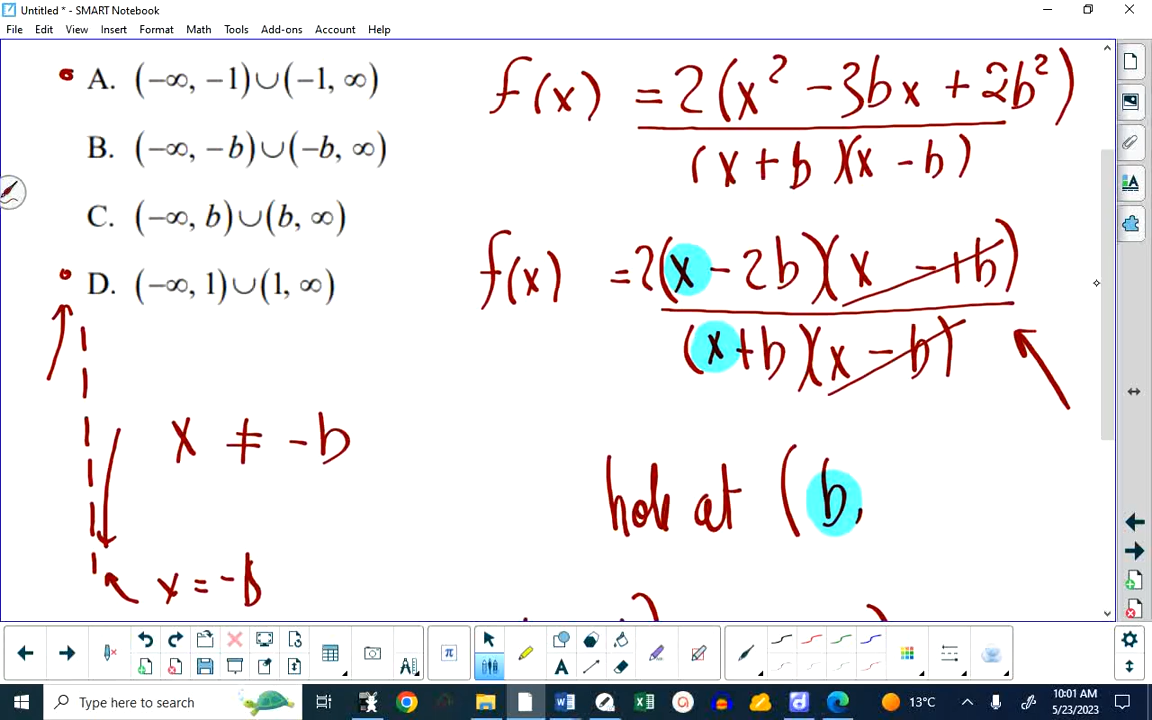 Untitled * - SMART Notebook
File Edit View Insert Format Math Tools Add-ons Account Help
A. (−∞, −1)∪(−1, ∞)
B. (−∞, −b)∪(−b, ∞)
C. (−∞, b)∪(b, ∞)
D. (−∞, 1)∪(1, ∞)
x ≠ -b
x = -b
f(x) = 2(x² - 3bx + 2b²)
(x + b)(x - b)
f(x) = 2(x - 2b)(x - 1b)
(x + b)(x - b)
hole at (b,
Type here to search
13°C
10:01 AM
5/23/2023